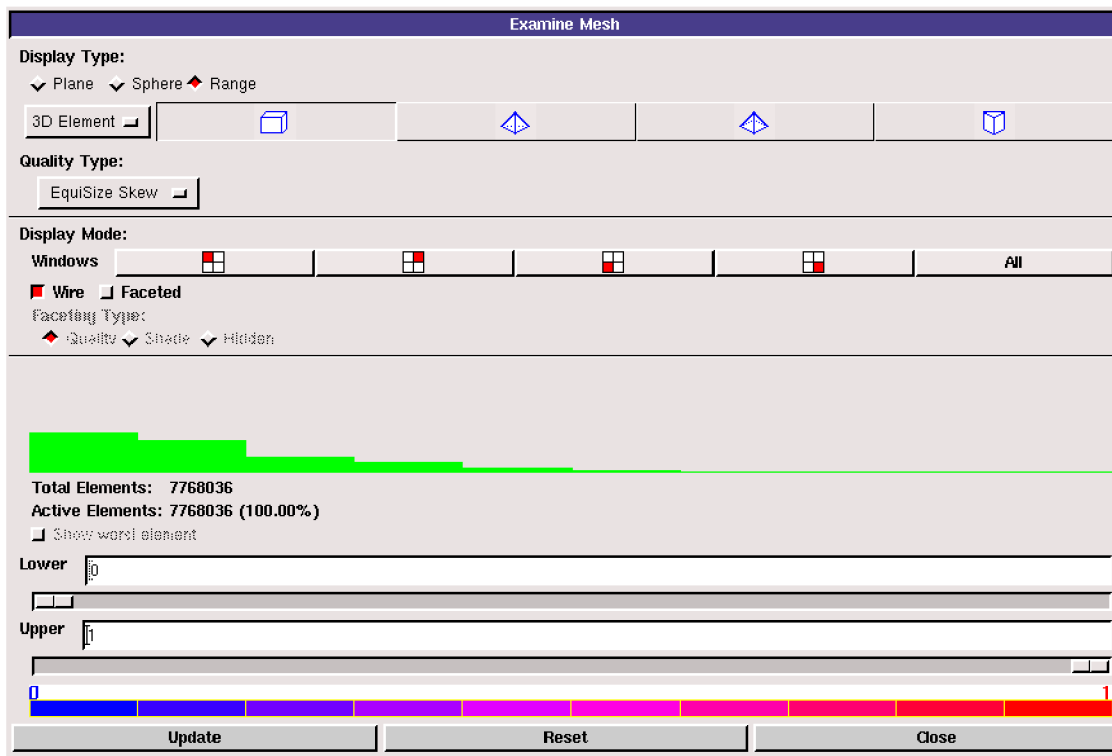 Examine Mesh
Display Type:
Plane Sphere Range
3D Element
Quality Type:
EquiSize Skew
Display Mode:
Windows All
Wire Faceted
Faceting Type:
Quality Shade Hidden
Total Elements: 7768036
Active Elements: 7768036 (100.00%)
Show worst element
Lower 0
Upper 1
0 1
Update Reset Close